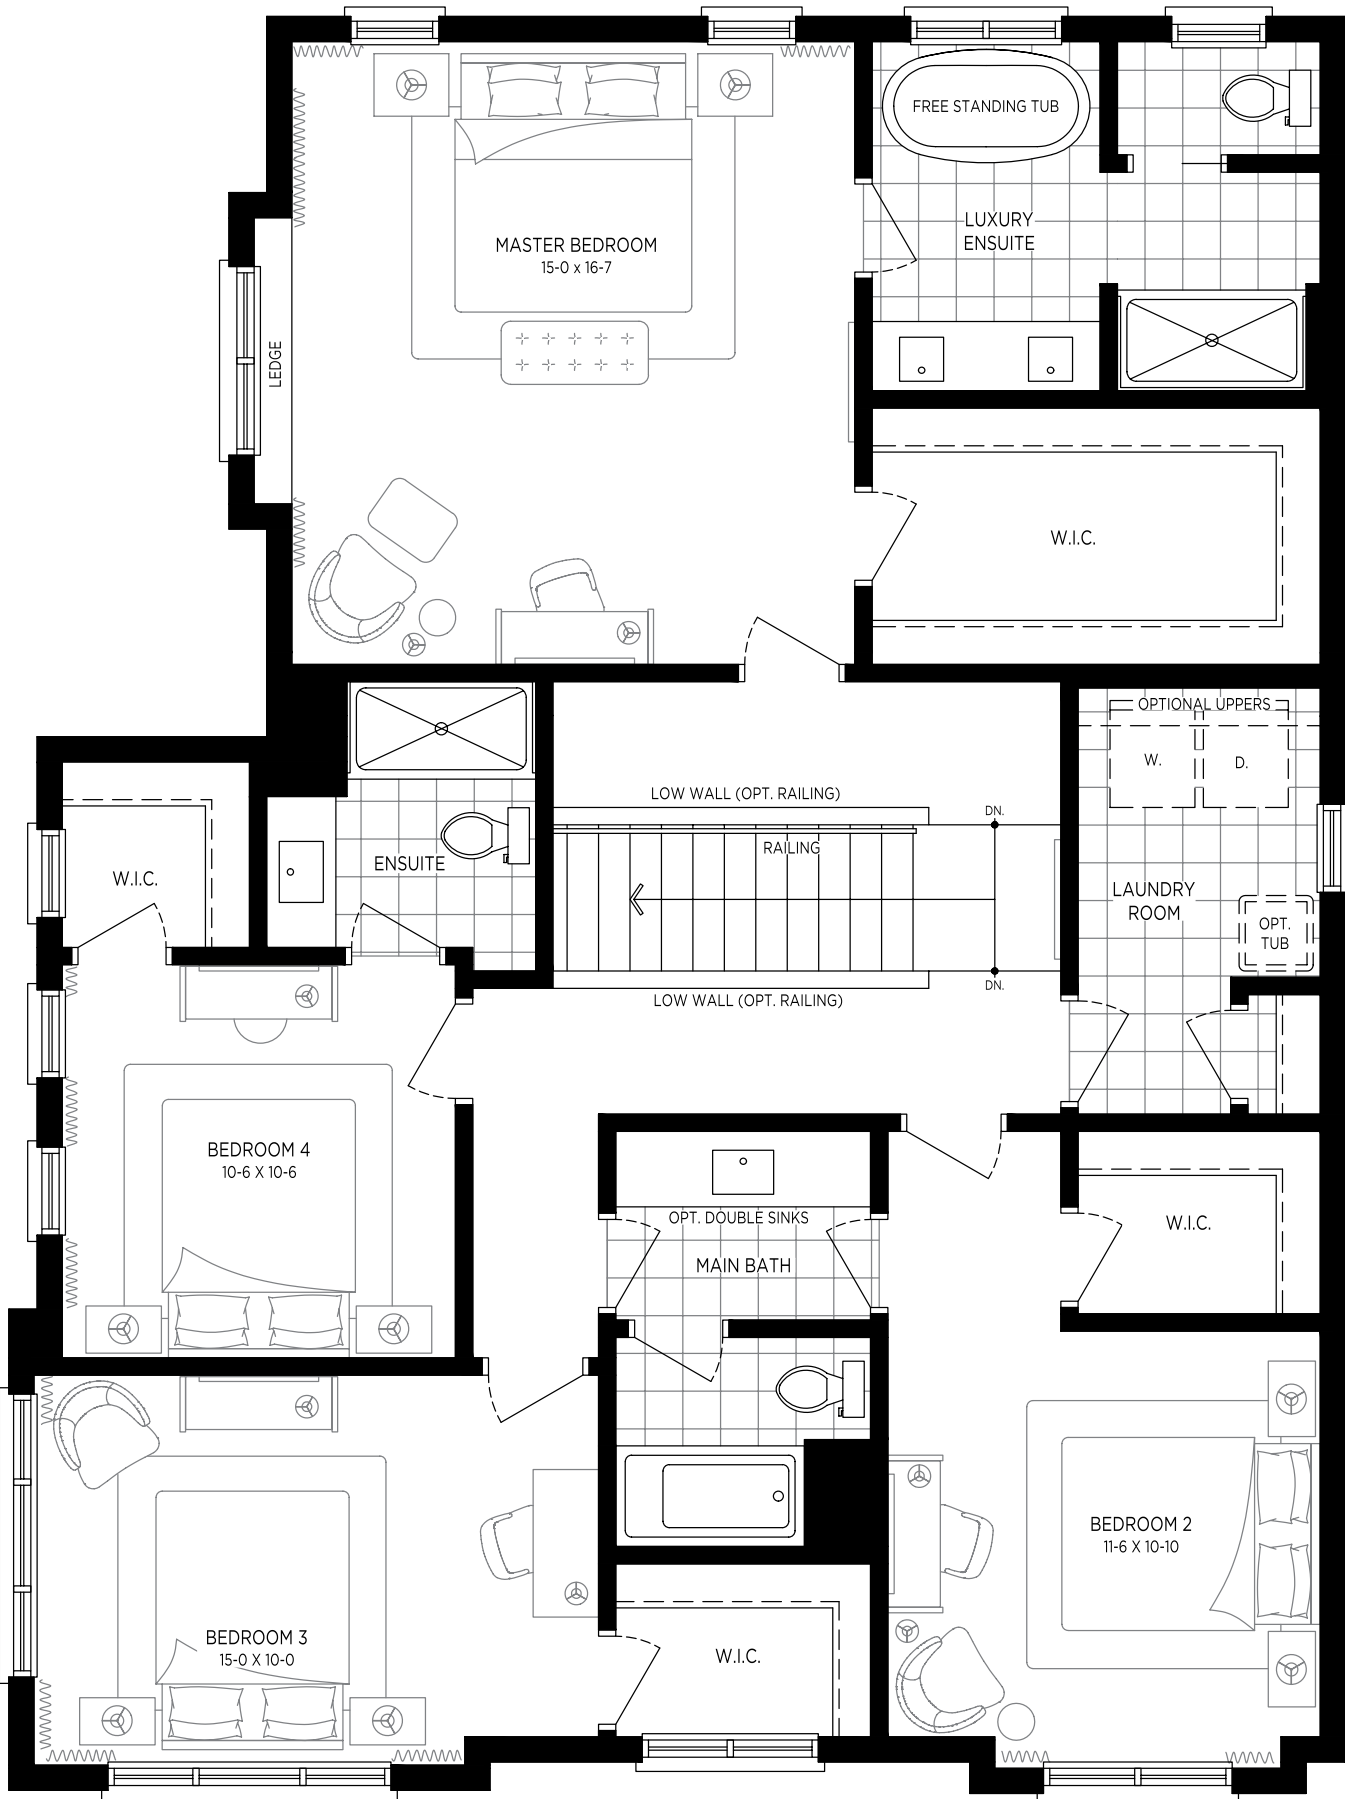 FREE STANDING TUB
LUXURY
ENSUITE
MASTER BEDROOM
15-0 x 16-7
LEDGE
W.I.C.
OPTIONAL UPPERS
W.
D.
LOW WALL (OPT. RAILING)
DN.
RAILING
ENSUITE
W.I.C.
LAUNDRY
ROOM
OPT.
TUB
DN.
LOW WALL (OPT. RAILING)
BEDROOM 4
10-6 X 10-6
OPT. DOUBLE SINKS
MAIN BATH
W.I.C.
BEDROOM 2
11-6 X 10-10
BEDROOM 3
15-0 X 10-0
W.I.C.